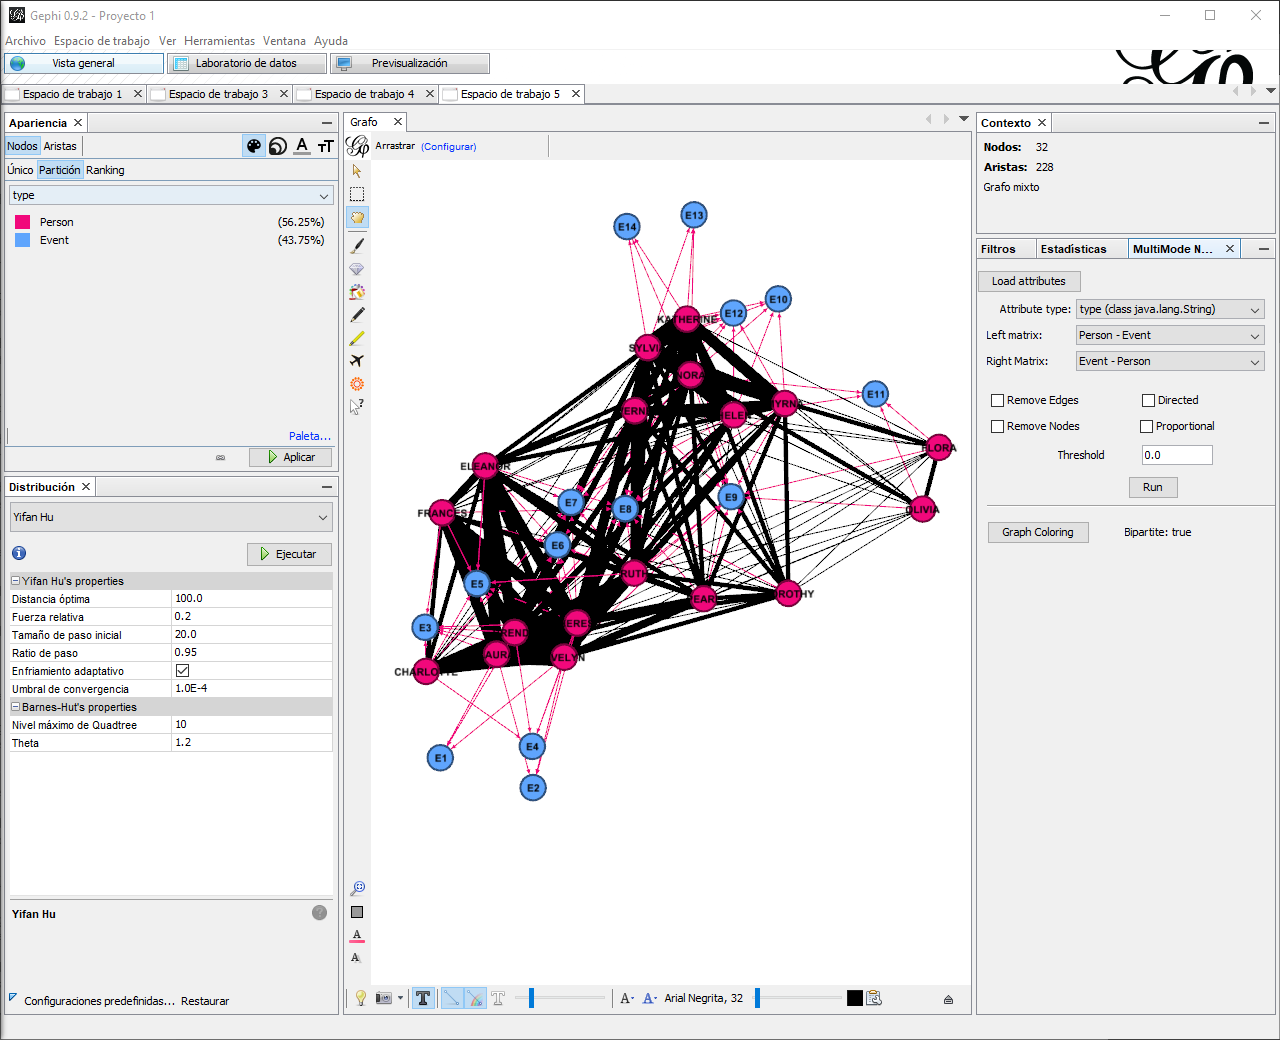 Gephi 0.9.2 - Proyecto 1
Archivo Espacio de trabajo Ver Herramientas Ventana Ayuda
Vista general Laboratorio de datos Previsualización
Espacio de trabajo 1 Espacio de trabajo 3 Espacio de trabajo 4 Espacio de trabajo 5
Apariencia
Nodos Aristas
Único Partición Ranking
type
Person (56.25%)
Event (43.75%)
Paleta...
Aplicar
Distribución
Yifan Hu
Ejecutar
Yifan Hu's properties
Distancia óptima 100.0
Fuerza relativa 0.2
Tamaño de paso inicial 20.0
Ratio de paso 0.95
Enfriamiento adaptativo
Umbral de convergencia 1.0E-4
Barnes-Hut's properties
Nivel máximo de Quadtree 10
Theta 1.2
Yifan Hu
Configuraciones predefinidas... Restaurar
Grafo
Arrastrar (Configurar)
E13
E14
E10
E12
KATHERINE
SYLVI
NORA
E11
MYRNA
VERN
HELEN
FLORA
ELEANOR
E9
E7
E8
OLIVIA
FRANCES
E6
RUTH
E5
DOROTHY
PEAR
THERES
E3
BREND
LAUR
EVELYN
CHARLOTTE
E4
E1
E2
Arial Negrita, 32
Contexto
Nodos: 32
Aristas: 228
Grafo mixto
Filtros Estadísticas MultiMode N...
Load attributes
Attribute type: type (class java.lang.String)
Left matrix: Person - Event
Right Matrix: Event - Person
Remove Edges Directed
Remove Nodes Proportional
Threshold 0.0
Run
Graph Coloring Bipartite: true